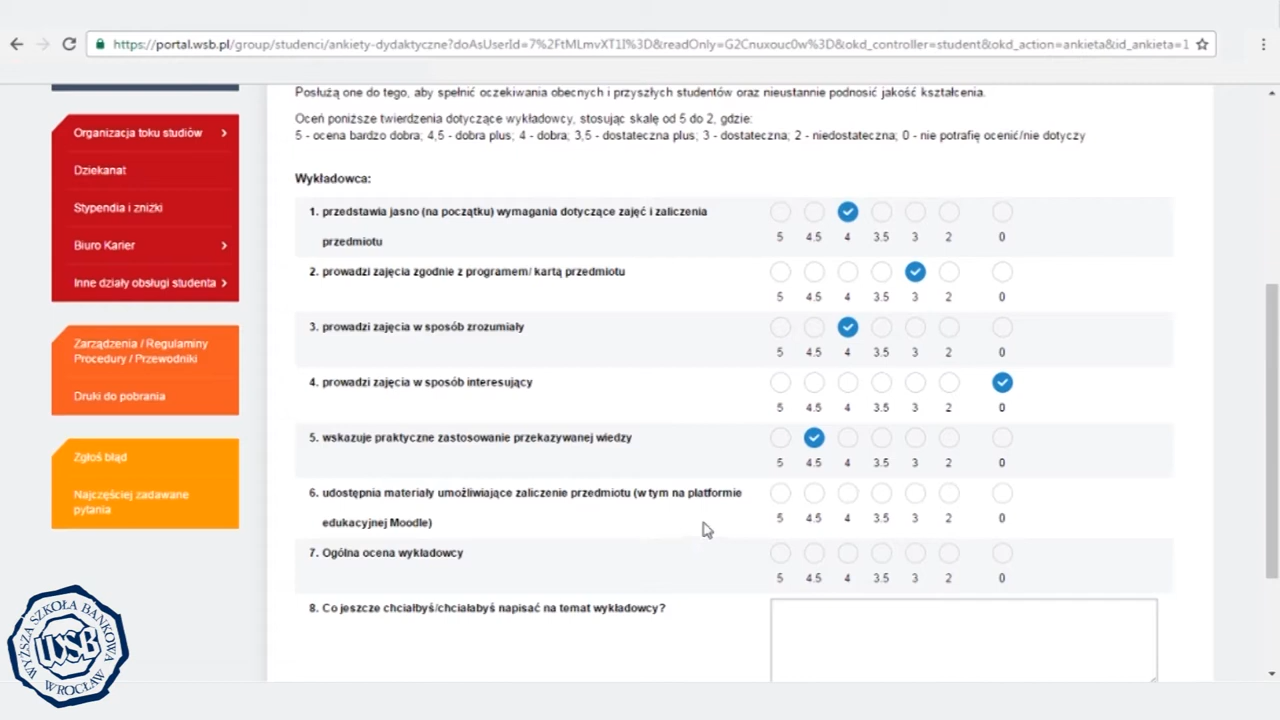 https://portal.wsb.pl/group/studenci/ankiety-dydaktyczne?doAsUserId=7%2FtMLmvXT1I%3D&readOnly=G2Cnuxouc0w%3D&okd_controller=student&okd_action=ankieta&id_ankieta=1
Posłużą one do tego, aby spełnić oczekiwania obecnych i przyszłych studentów oraz nieustannie podnosić jakość kształcenia.
Oceń poniższe twierdzenia dotyczące wykładowcy, stosując skalę od 5 do 2, gdzie:
5 - ocena bardzo dobra; 4,5 - dobra plus; 4 - dobra; 3,5 - dostateczna plus; 3 - dostateczna; 2 - niedostateczna; 0 - nie potrafię ocenić/nie dotyczy
Organizacja toku studiów
Dziekanat
Stypendia i zniżki
Biuro Karier
Inne działy obsługi studenta
Zarządzenia / Regulaminy
Procedury / Przewodniki
Druki do pobrania
Zgłoś błąd
Najczęściej zadawane
pytania
Wykładowca:
1. przedstawia jasno (na początku) wymagania dotyczące zajęć i zaliczenia
przedmiotu
5 4.5 4 3.5 3 2 0
2. prowadzi zajęcia zgodnie z programem/ kartą przedmiotu
5 4.5 4 3.5 3 2 0
3. prowadzi zajęcia w sposób zrozumiały
5 4.5 4 3.5 3 2 0
4. prowadzi zajęcia w sposób interesujący
5 4.5 4 3.5 3 2 0
5. wskazuje praktyczne zastosowanie przekazywanej wiedzy
5 4.5 4 3.5 3 2 0
6. udostępnia materiały umożliwiające zaliczenie przedmiotu (w tym na platformie
edukacyjnej Moodle)
5 4.5 4 3.5 3 2 0
7. Ogólna ocena wykładowcy
5 4.5 4 3.5 3 2 0
8. Co jeszcze chciałbyś/chciałabyś napisać na temat wykładowcy?
WYŻSZA SZKOŁA BANKOWA
WSB
WROCŁAW